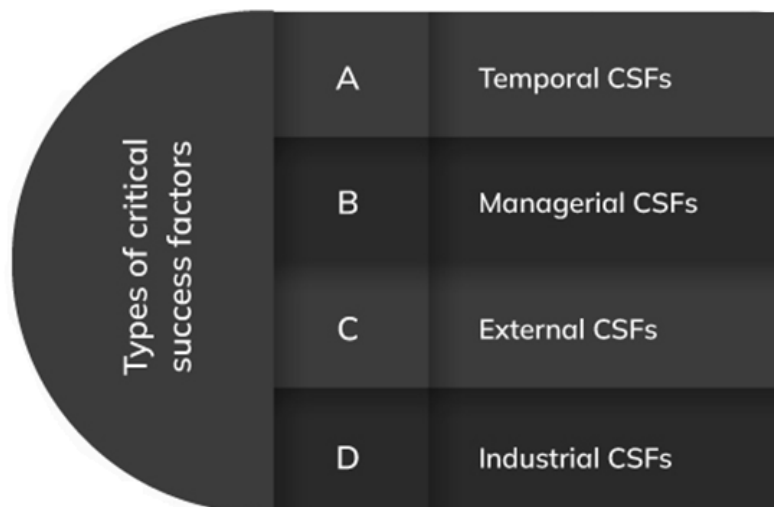 Types of critical
success factors
A
Temporal CSFs
B
Managerial CSFs
C
External CSFs
D
Industrial CSFs